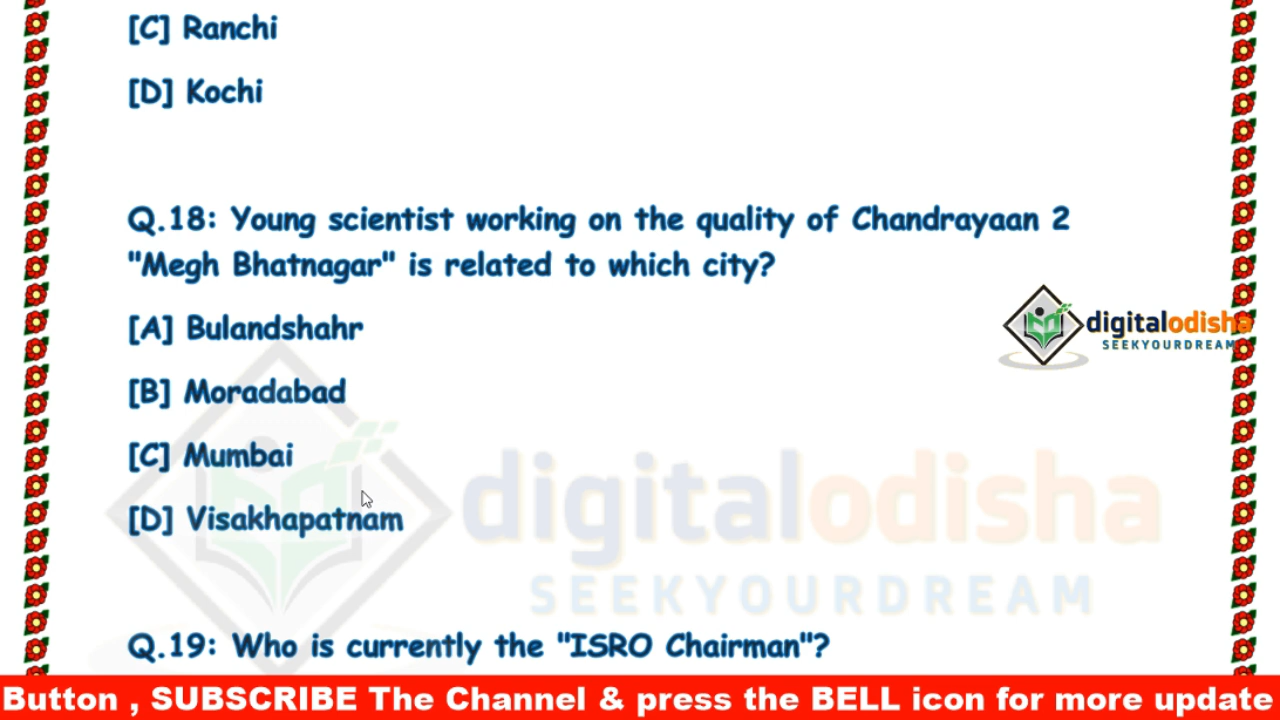 [C] Ranchi
[D] Kochi
Q.18: Young scientist working on the quality of Chandrayaan 2
"Megh Bhatnagar" is related to which city?
[A] Bulandshahr
digitalodisha
SEEKYOURDREAM
[B] Moradabad
[C] Mumbai
[D] Visakhapatnam
digitalodisha
SEEKYOURDREAM
Q.19: Who is currently the "ISRO Chairman"?
Button , SUBSCRIBE The Channel & press the BELL icon for more update